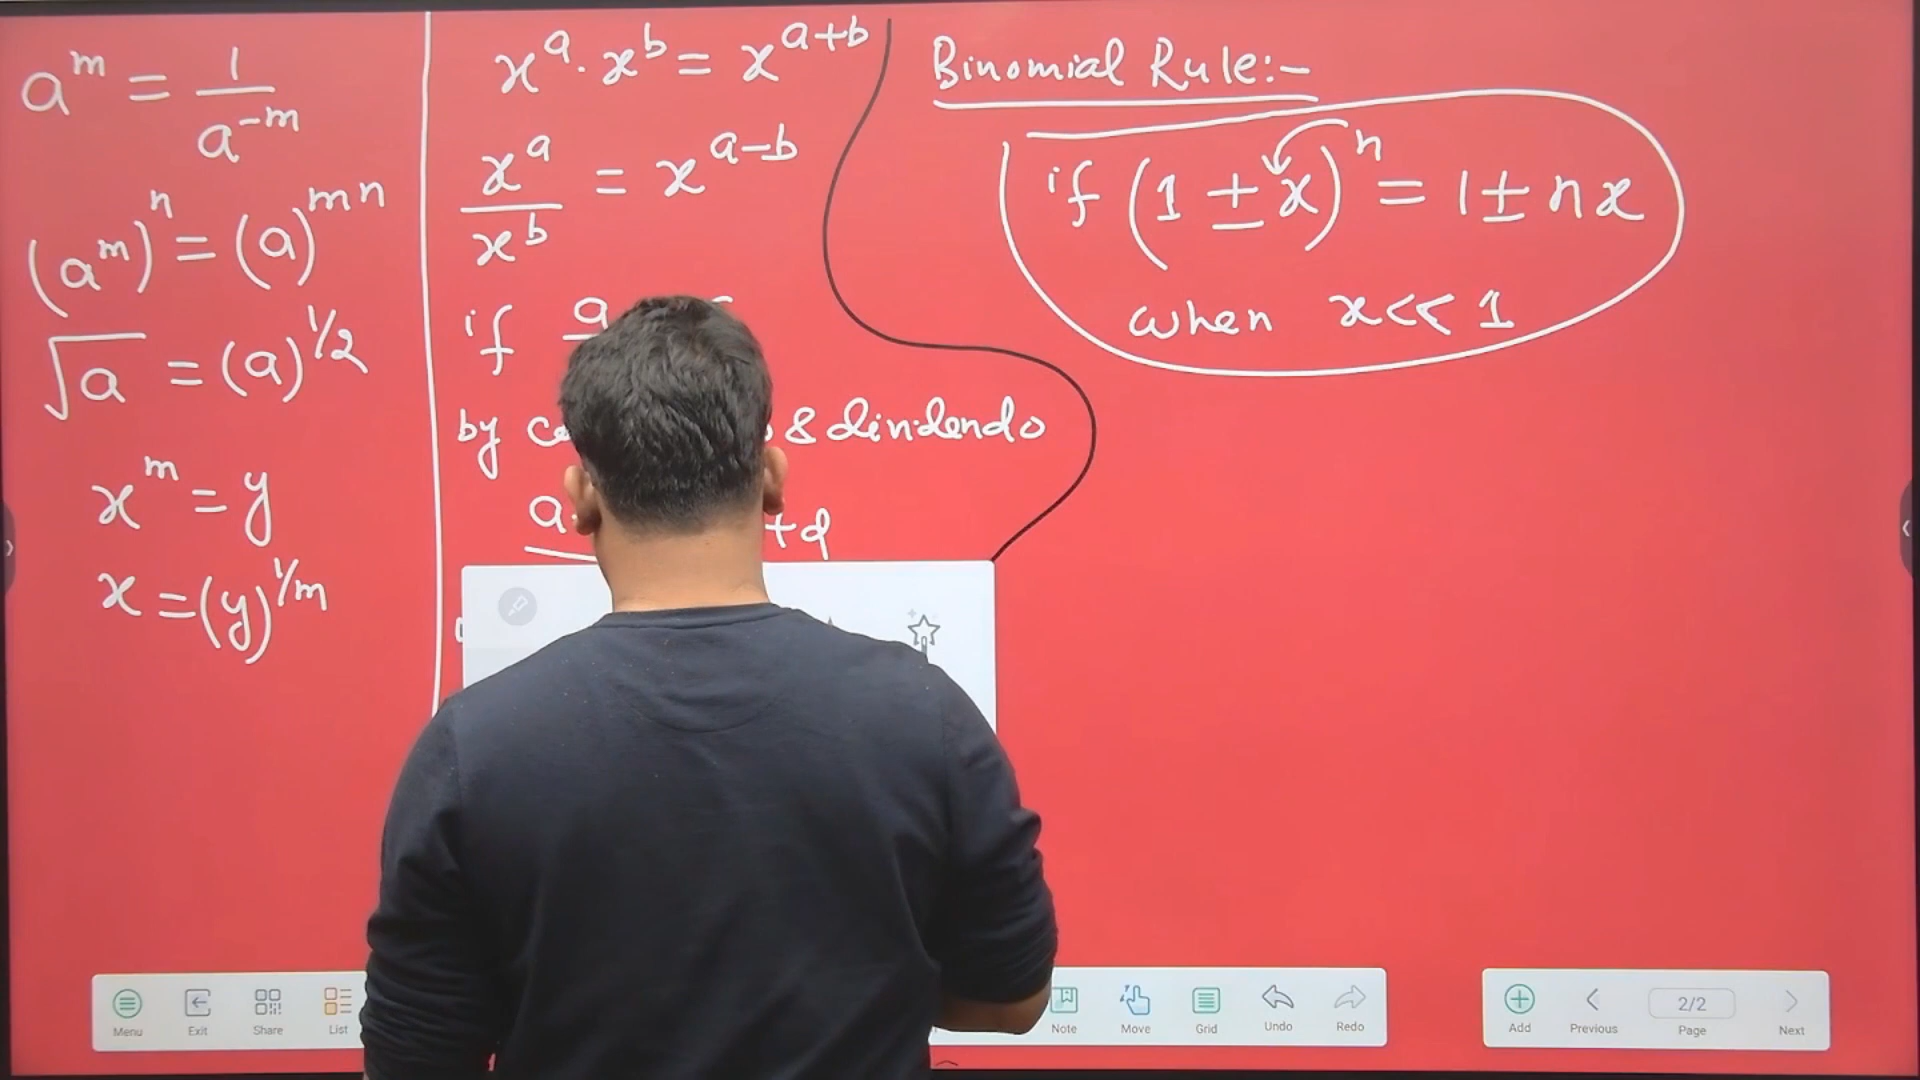 a^m = 1/a^-m
(a^m)^n = (a)^mn
√a = (a)^1/2
x^m = y
x = (y)^1/m
x^a · x^b = x^a+b
x^a/x^b = x^a-b
if a
by & dividendo
a +d
Binomial Rule:-
if (1 ± x)^n = 1 ± nx
when x<< 1
Menu Exit Share List Note Move Grid Undo Redo
Add Previous 2/2 Page Next